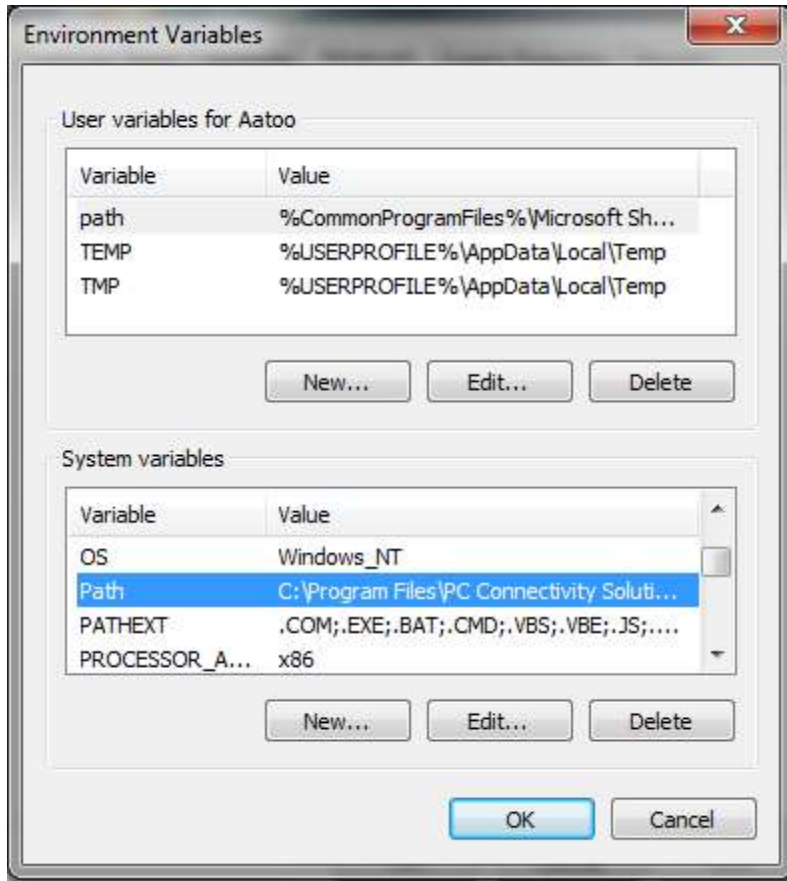 Environment Variables
User variables for Aatoo
Variable Value
path %CommonProgramFiles%\Microsoft Sh...
TEMP %USERPROFILE%\AppData\Local\Temp
TMP %USERPROFILE%\AppData\Local\Temp
New... Edit... Delete
System variables
Variable Value
OS Windows_NT
Path C:\Program Files\PC Connectivity Soluti...
PATHEXT .COM;.EXE;.BAT;.CMD;.VBS;.VBE;.JS;....
PROCESSOR_A... x86
New... Edit... Delete
OK Cancel